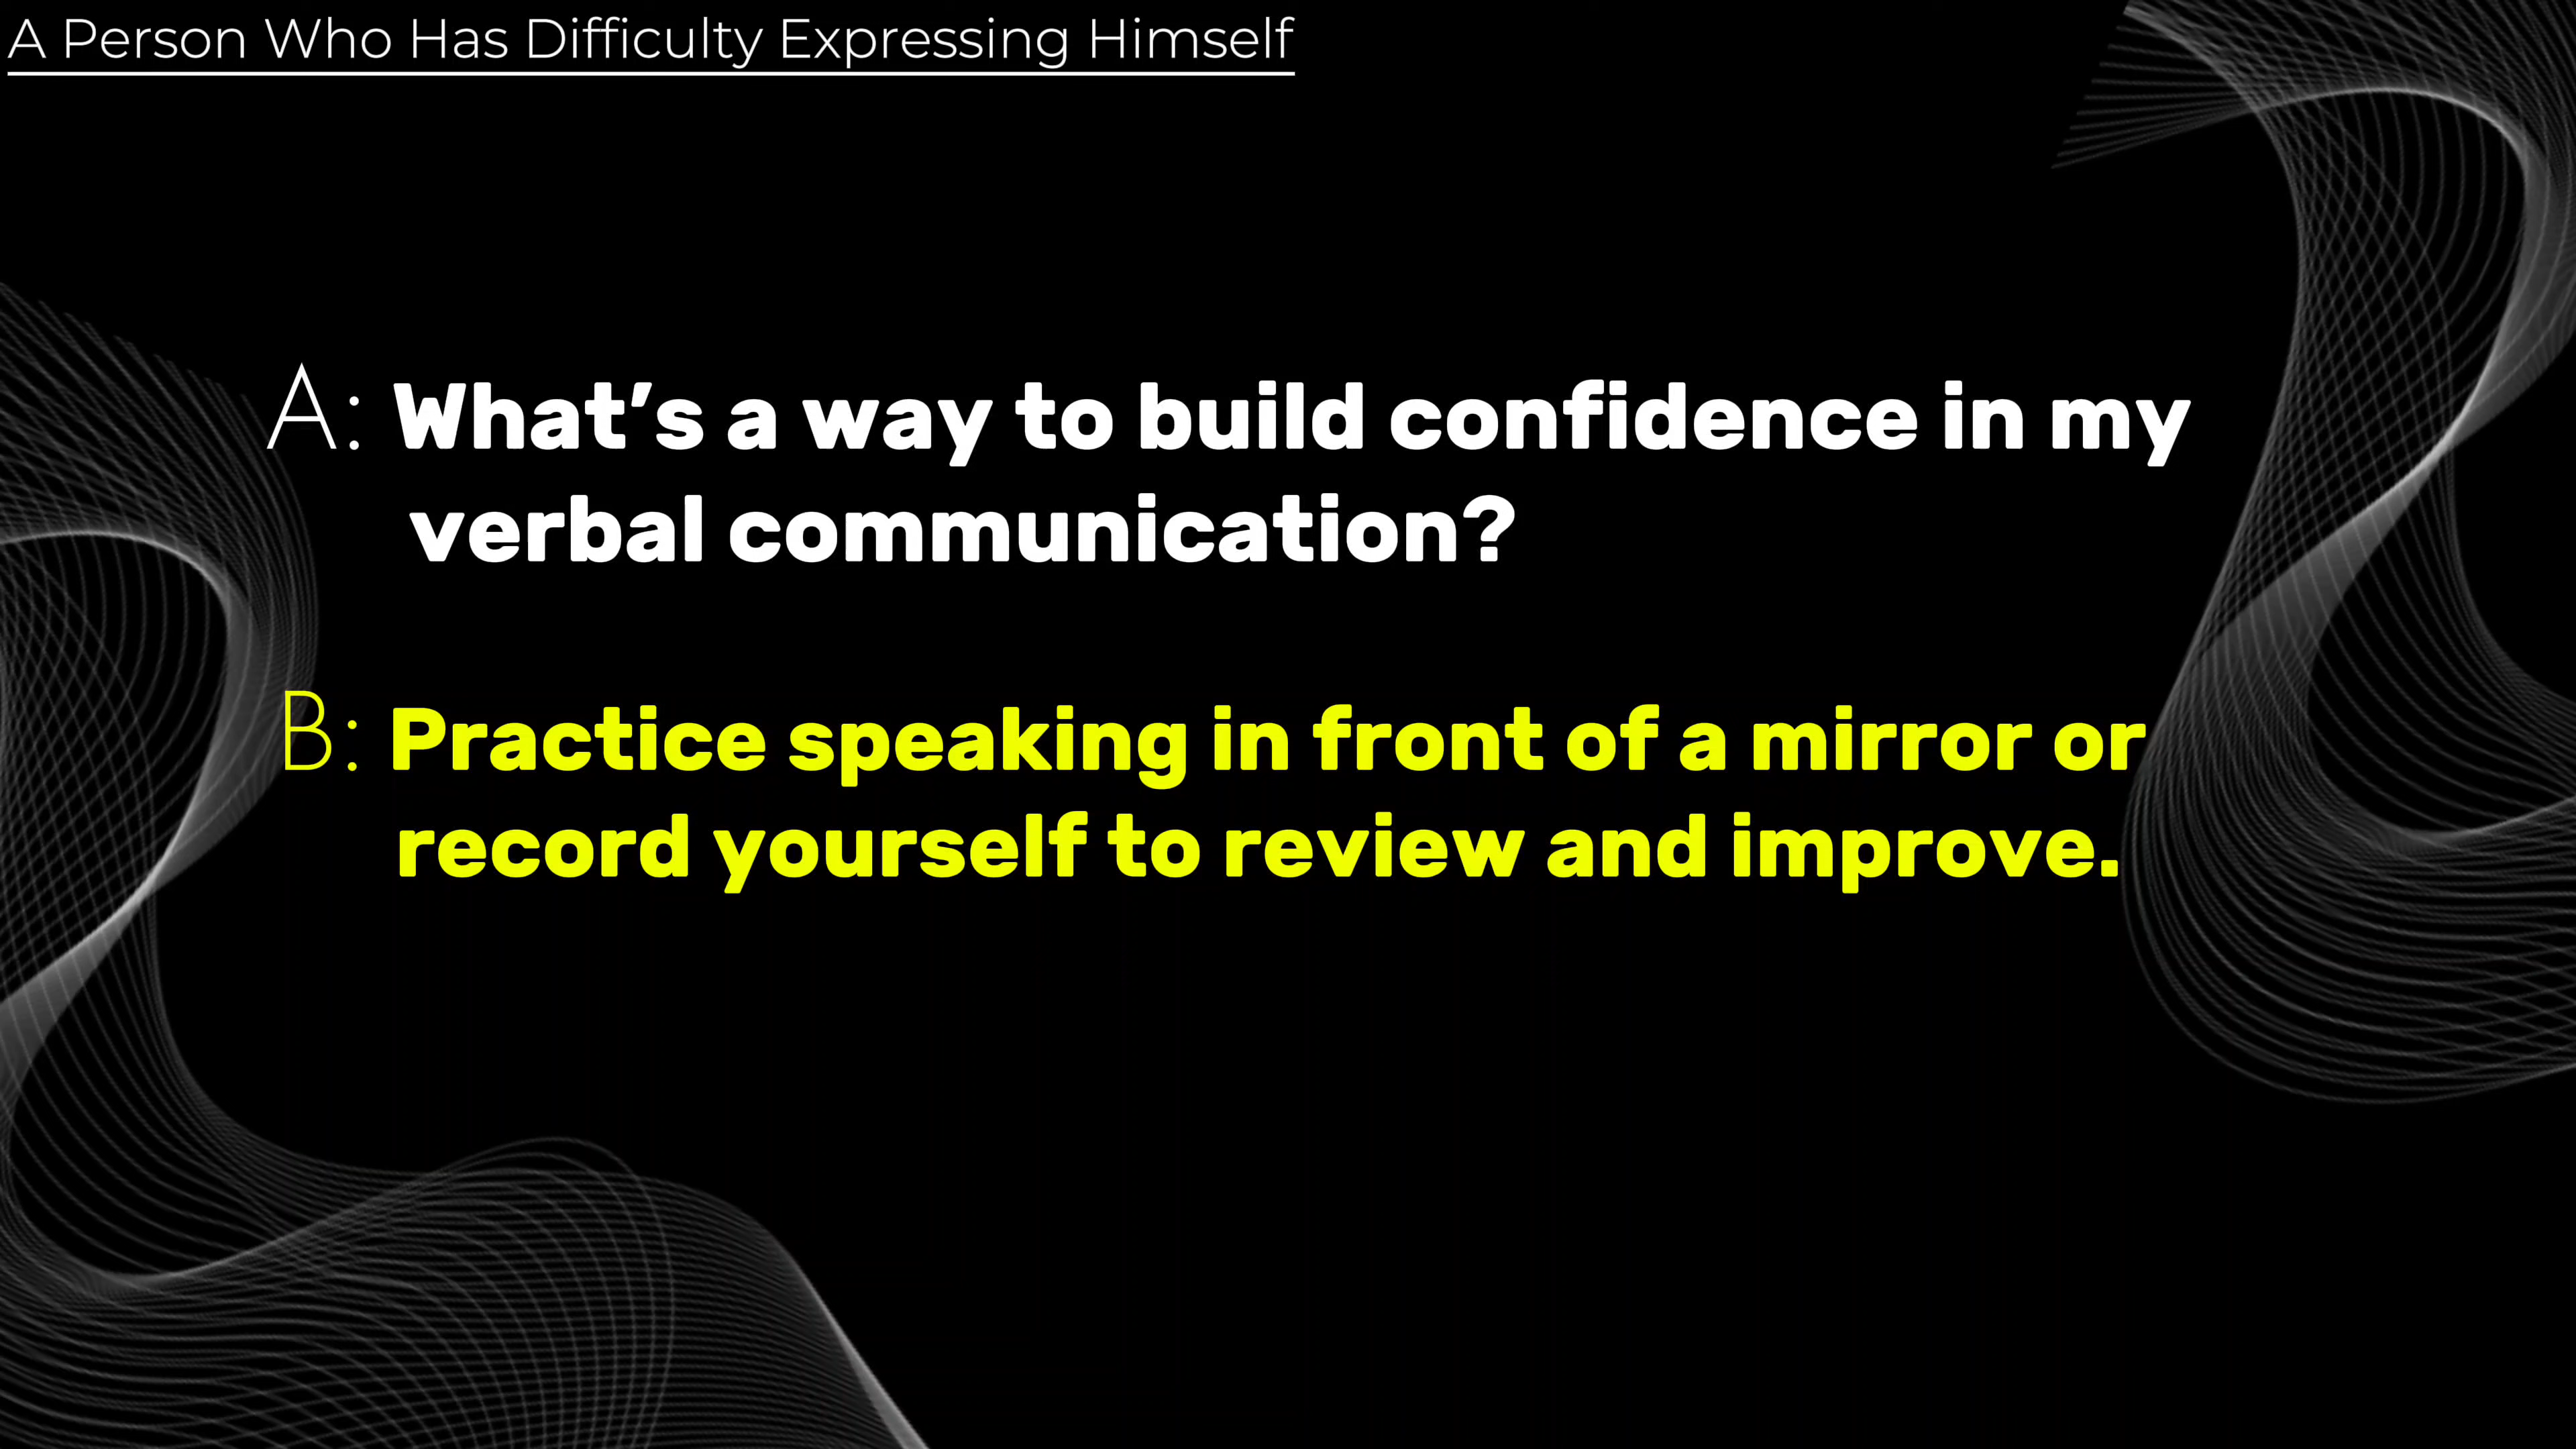 A Person Who Has Difficulty Expressing Himself
A: What’s a way to build confidence in my
verbal communication?
B: Practice speaking in front of a mirror or
record yourself to review and improve.